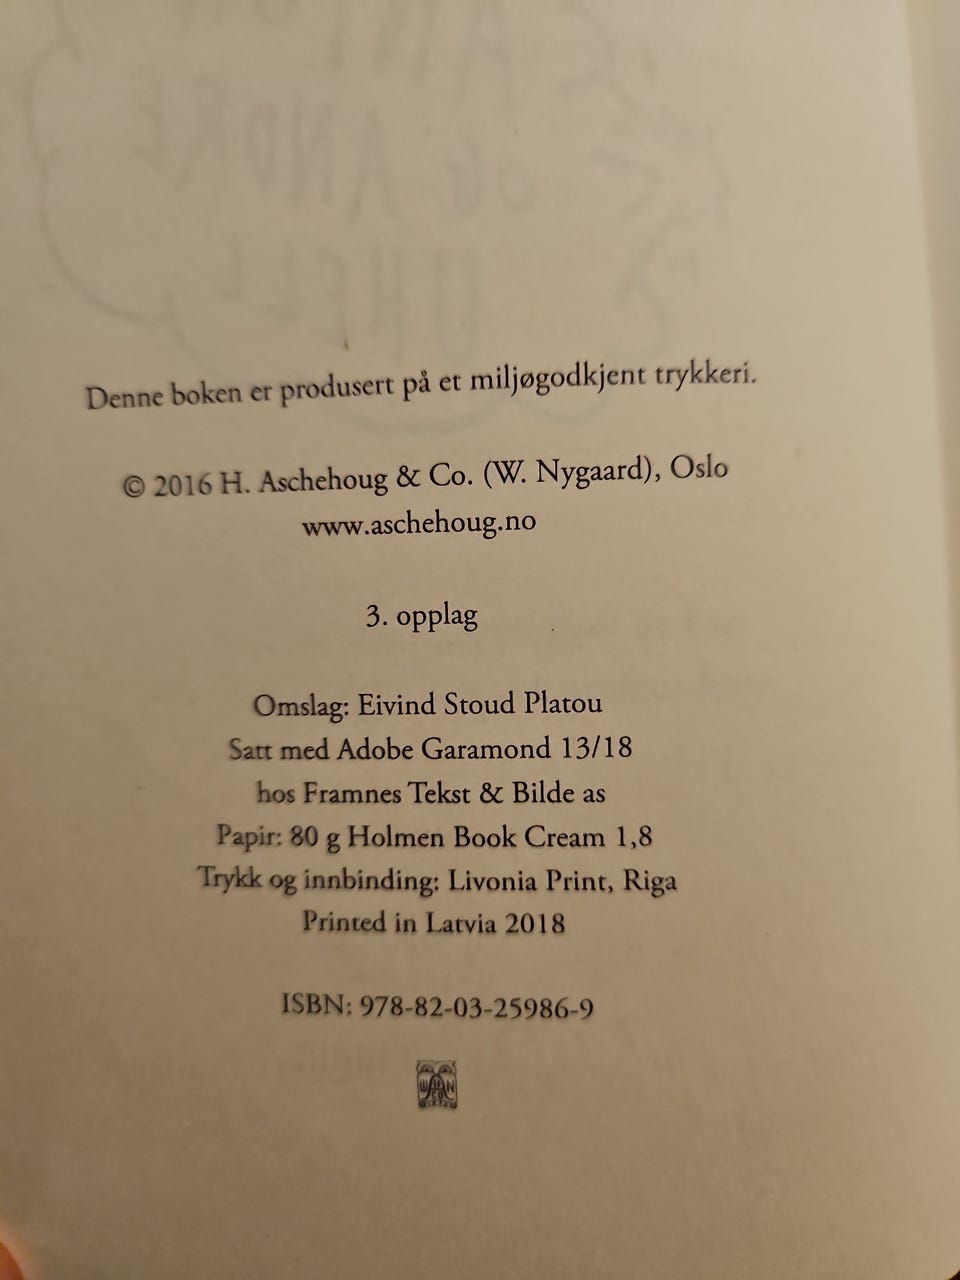 Denne boken er produsert på et miljøgodkjent trykkeri.
© 2016 H. Aschehoug & Co. (W. Nygaard), Oslo
www.aschehoug.no
3. opplag
Omslag: Eivind Stoud Platou
Satt med Adobe Garamond 13/18
hos Framnes Tekst & Bilde as
Papir: 80 g Holmen Book Cream 1,8
Trykk og innbinding: Livonia Print, Riga
Printed in Latvia 2018
ISBN: 978-82-03-25986-9